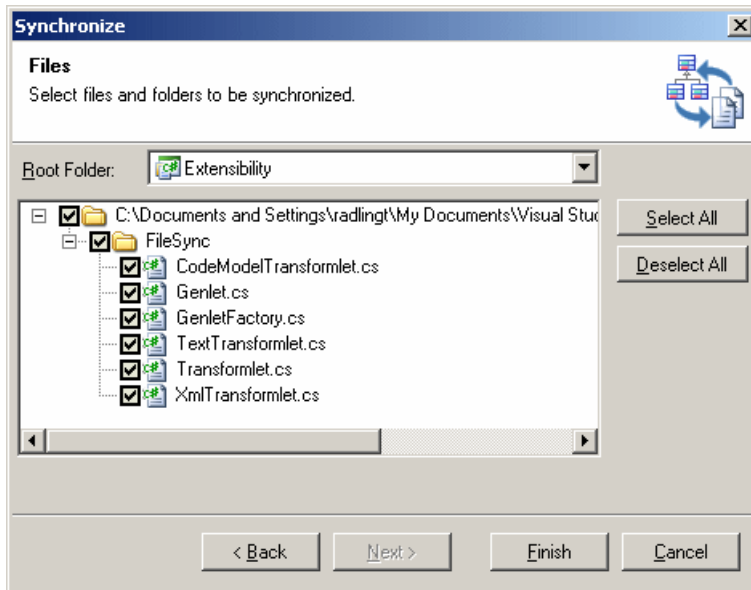 Synchronize
Files
Select files and folders to be synchronized.
Root Folder: Extensibility
C:\Documents and Settings\radlingt\My Documents\Visual Stud
FileSync
CodeModelTransformlet.cs
Genlet.cs
GenletFactory.cs
TextTransformlet.cs
Transformlet.cs
XmlTransformlet.cs
Select All
Deselect All
< Back
Next >
Finish
Cancel